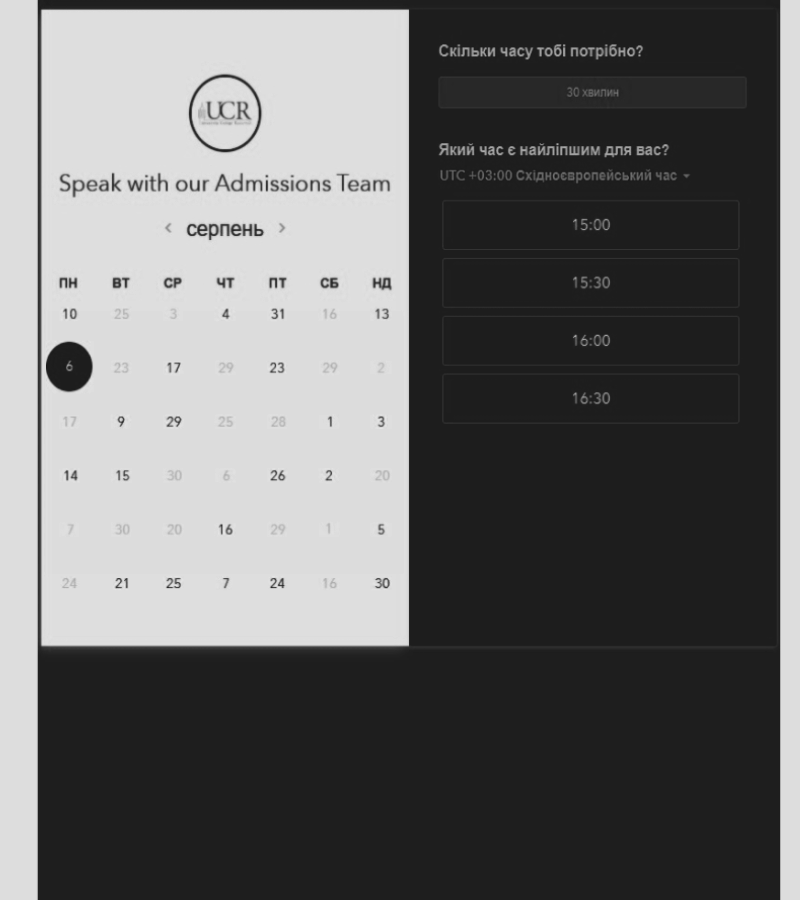 UCR
Speak with our Admissions Team
серпень
ПН ВТ СР ЧТ ПТ СБ НД
10 25 3 4 31 16 13
6 23 17 29 23 29 2
17 9 29 25 28 1 3
14 15 30 6 26 2 20
7 30 20 16 29 1 5
24 21 25 7 24 16 30
Скільки часу тобі потрібно?
30 хвилин
Який час є найліпшим для вас?
UTC +03:00 Східноєвропейський час
15:00
15:30
16:00
16:30